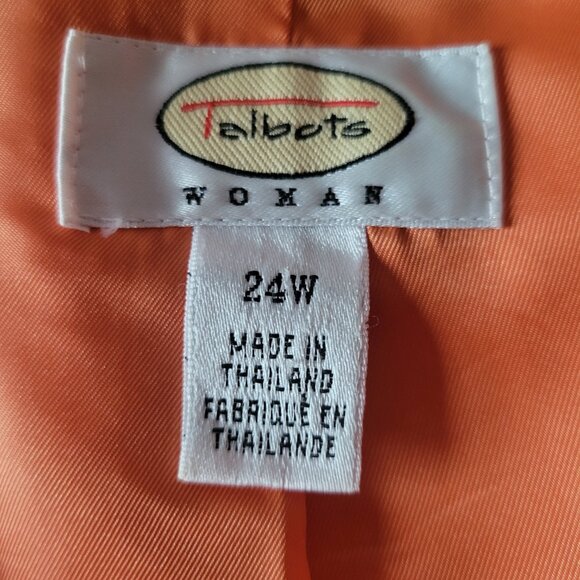 Talbots
WOMAN
24W
MADE IN
THAILAND
FABRIQUÉ EN
THAILANDE